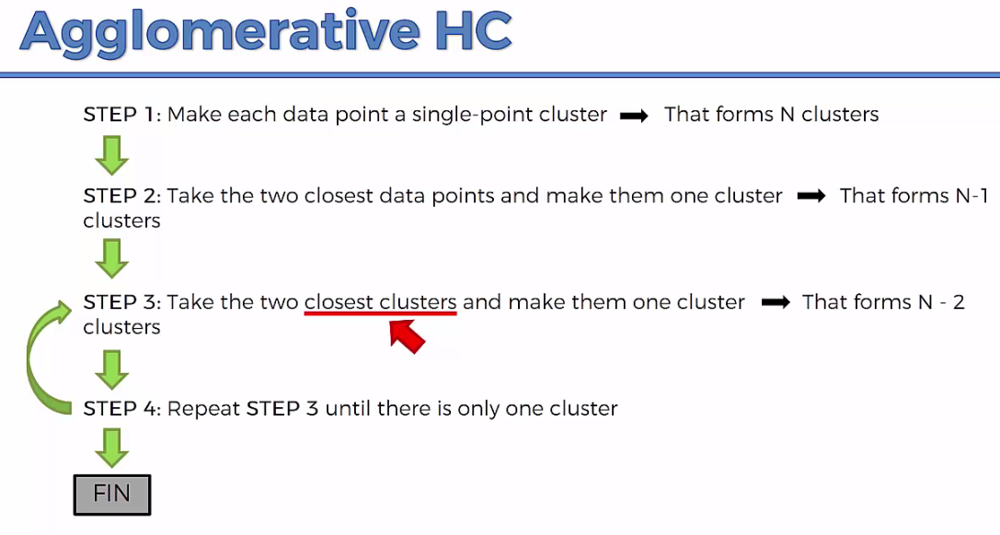 Agglomerative HC
STEP 1: Make each data point a single-point cluster ➡ That forms N clusters
STEP 2: Take the two closest data points and make them one cluster ➡ That forms N-1
clusters
STEP 3: Take the two closest clusters and make them one cluster ➡ That forms N - 2
clusters
STEP 4: Repeat STEP 3 until there is only one cluster
FIN